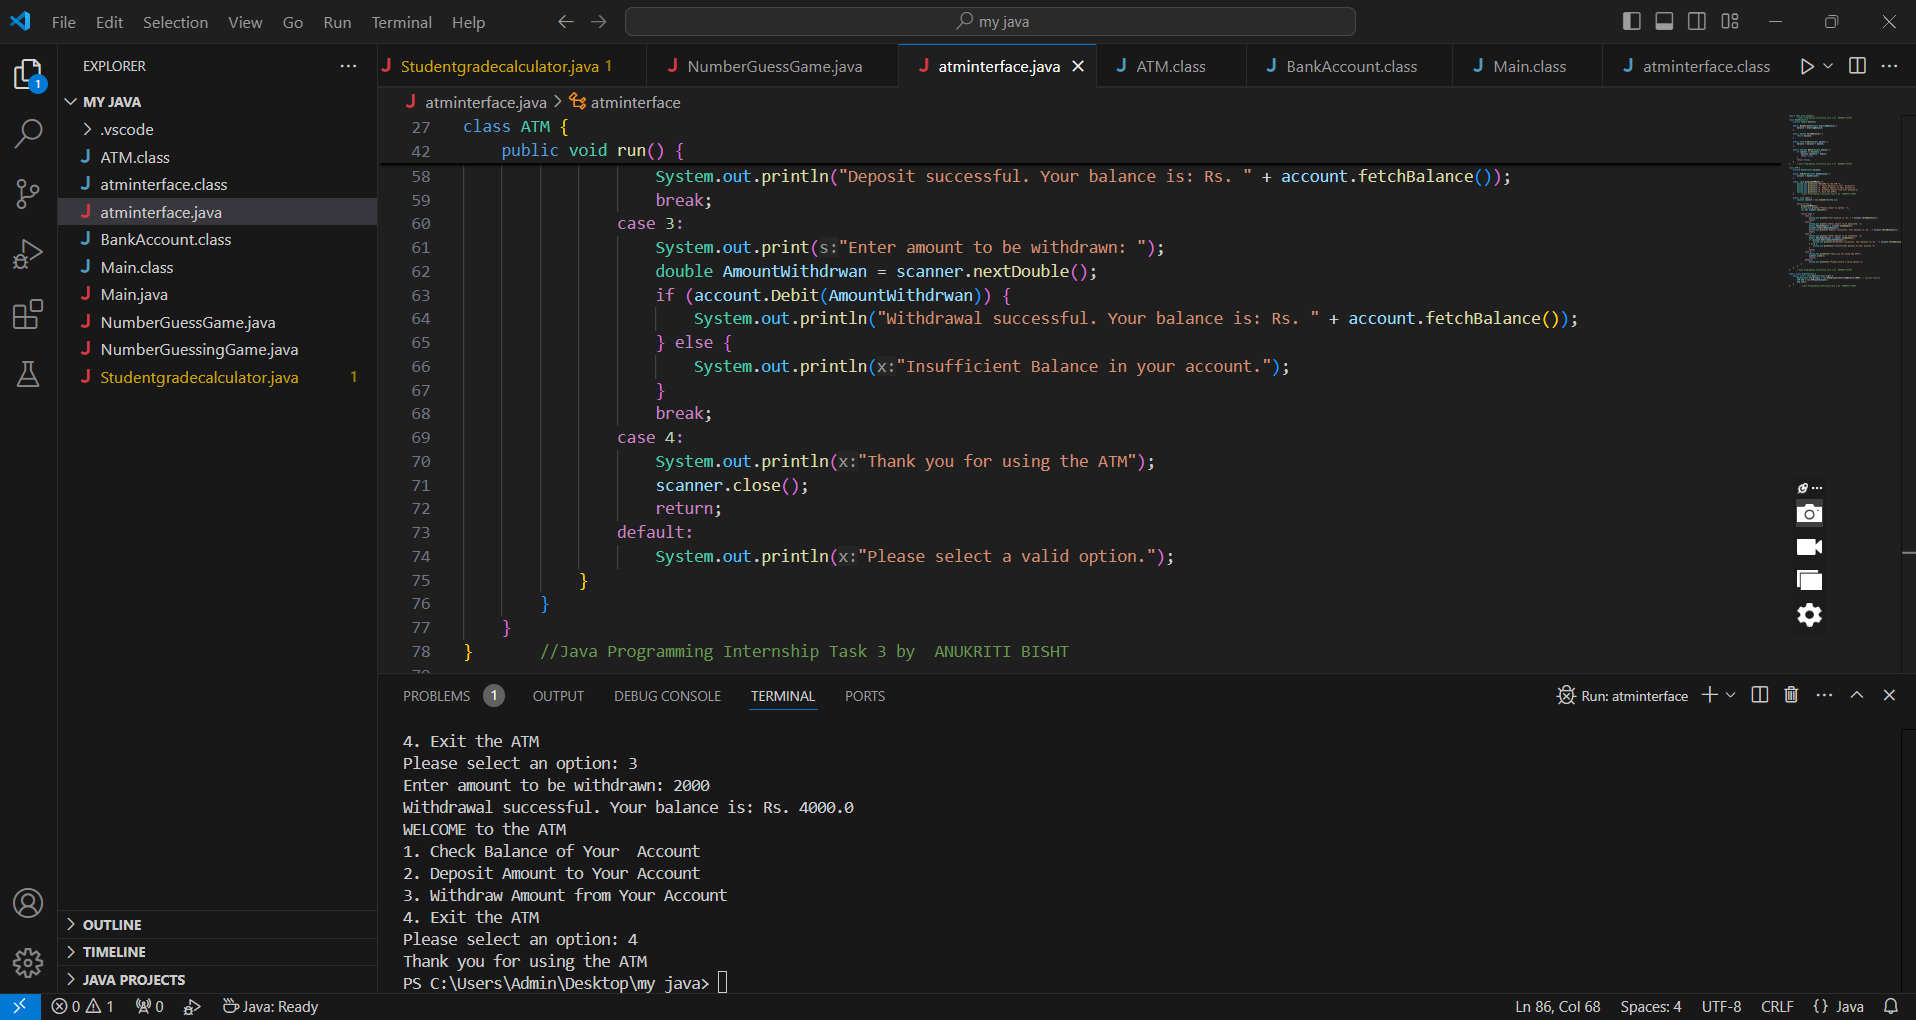 File Edit Selection View Go Run Terminal Help
my java
EXPLORER
Studentgradecalculator.java 1 NumberGuessGame.java atminterface.java ATM.class BankAccount.class Main.class atminterface.class
1
MY JAVA
.vscode
ATM.class
atminterface.class
atminterface.java
BankAccount.class
Main.class
Main.java
NumberGuessGame.java
NumberGuessingGame.java
Studentgradecalculator.java 1
OUTLINE
TIMELINE
JAVA PROJECTS
atminterface.java > atminterface
27 class ATM {
42 public void run() {
58 System.out.println("Deposit successful. Your balance is: Rs. " + account.fetchBalance());
59 break;
60 case 3:
61 System.out.print(s:"Enter amount to be withdrawn: ");
62 double AmountWithdrwan = scanner.nextDouble();
63 if (account.Debit(AmountWithdrwan)) {
64 System.out.println("Withdrawal successful. Your balance is: Rs. " + account.fetchBalance());
65 } else {
66 System.out.println(x:"Insufficient Balance in your account.");
67 }
68 break;
69 case 4:
70 System.out.println(x:"Thank you for using the ATM");
71 scanner.close();
72 return;
73 default:
74 System.out.println(x:"Please select a valid option.");
75 }
76 }
77 }
78 } //Java Programming Internship Task 3 by  ANUKRITI BISHT
PROBLEMS 1 OUTPUT DEBUG CONSOLE TERMINAL PORTS
Run: atminterface
4. Exit the ATM
Please select an option: 3
Enter amount to be withdrawn: 2000
Withdrawal successful. Your balance is: Rs. 4000.0
WELCOME to the ATM
1. Check Balance of Your  Account
2. Deposit Amount to Your Account
3. Withdraw Amount from Your Account
4. Exit the ATM
Please select an option: 4
Thank you for using the ATM
PS C:\Users\Admin\Desktop\my java>
0 1 0 Java: Ready Ln 86, Col 68 Spaces: 4 UTF-8 CRLF {} Java